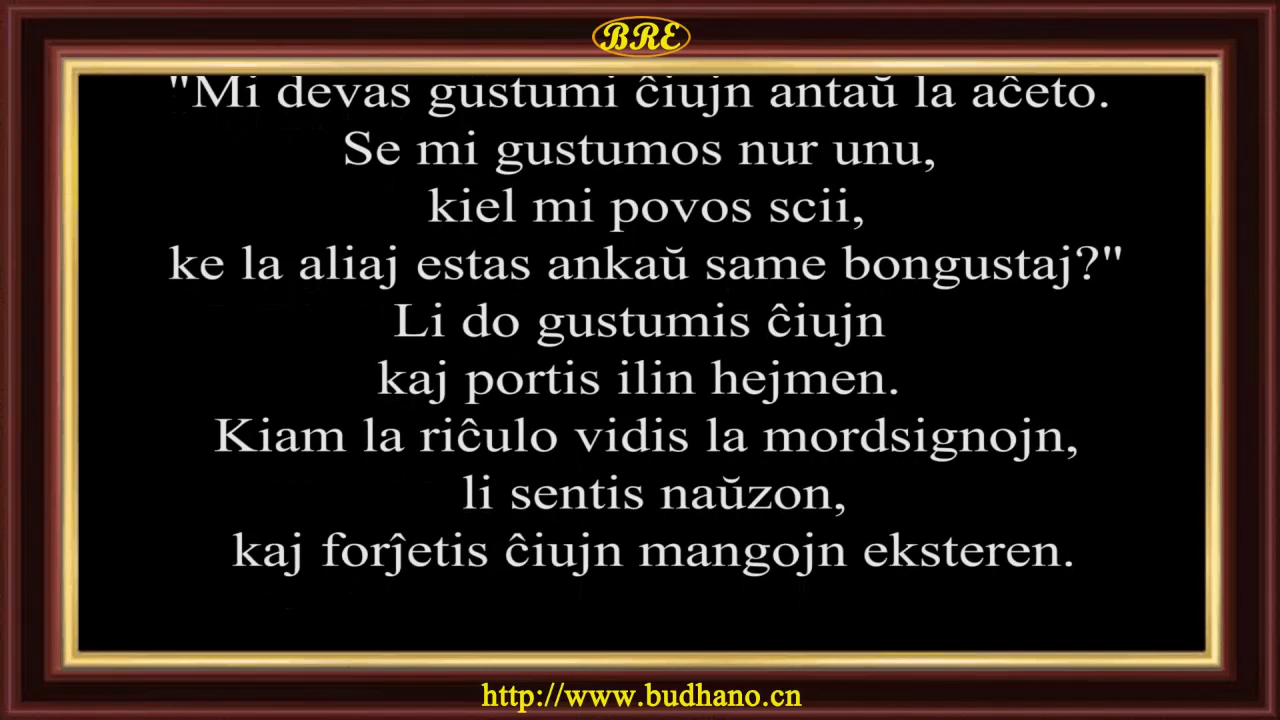 BRE
"Mi devas gustumi ĉiujn antaŭ la aĉeto.
Se mi gustumos nur unu,
kiel mi povos scii,
ke la aliaj estas ankaŭ same bongustaj?"
Li do gustumis ĉiujn
kaj portis ilin hejmen.
Kiam la riĉulo vidis la mordsignojn,
li sentis naŭzon,
kaj forĵetis ĉiujn mangojn eksteren.
http://www.budhano.cn